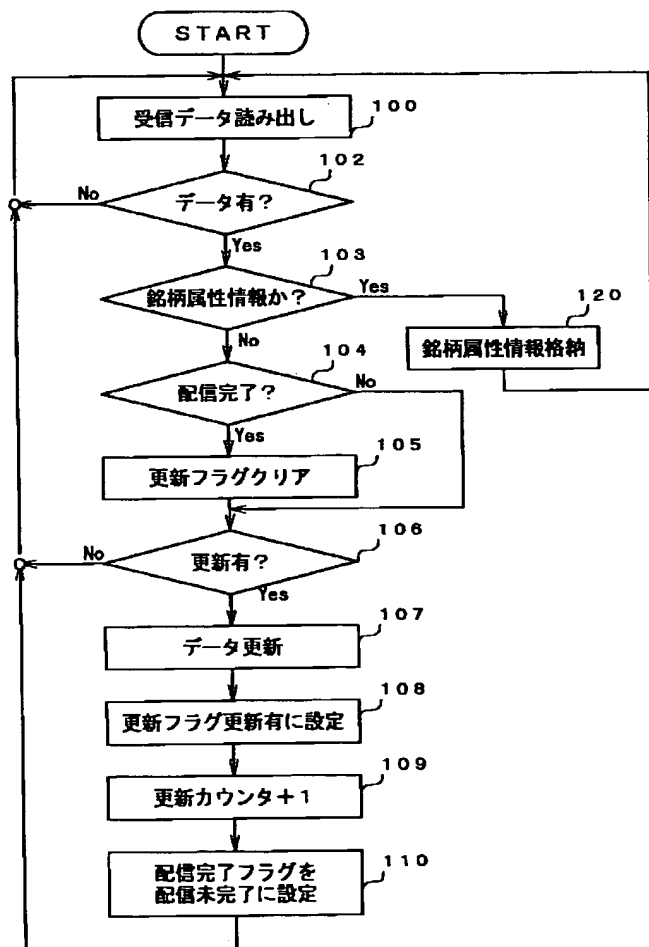 START
受信データ読み出し
100
102
データ有?
No
Yes
103
銘柄属性情報か?
Yes
No
120
銘柄属性情報格納
104
配信完了?
No
Yes
105
更新フラグクリア
106
更新有?
No
Yes
107
データ更新
108
更新フラグ更新有に設定
109
更新カウンタ+1
110
配信完了フラグを
配信未完了に設定